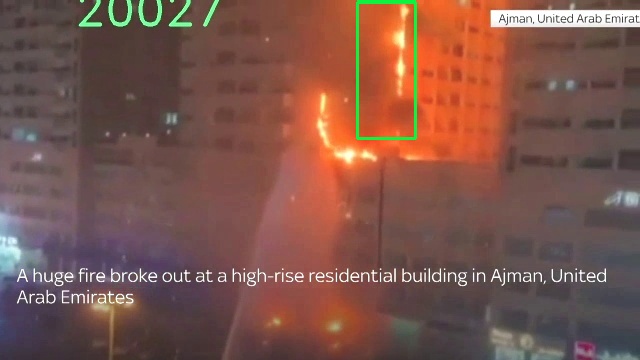 20027
Ajman, United Arab Emirat
A huge fire broke out at a high-rise residential building in Ajman, United
Arab Emirates